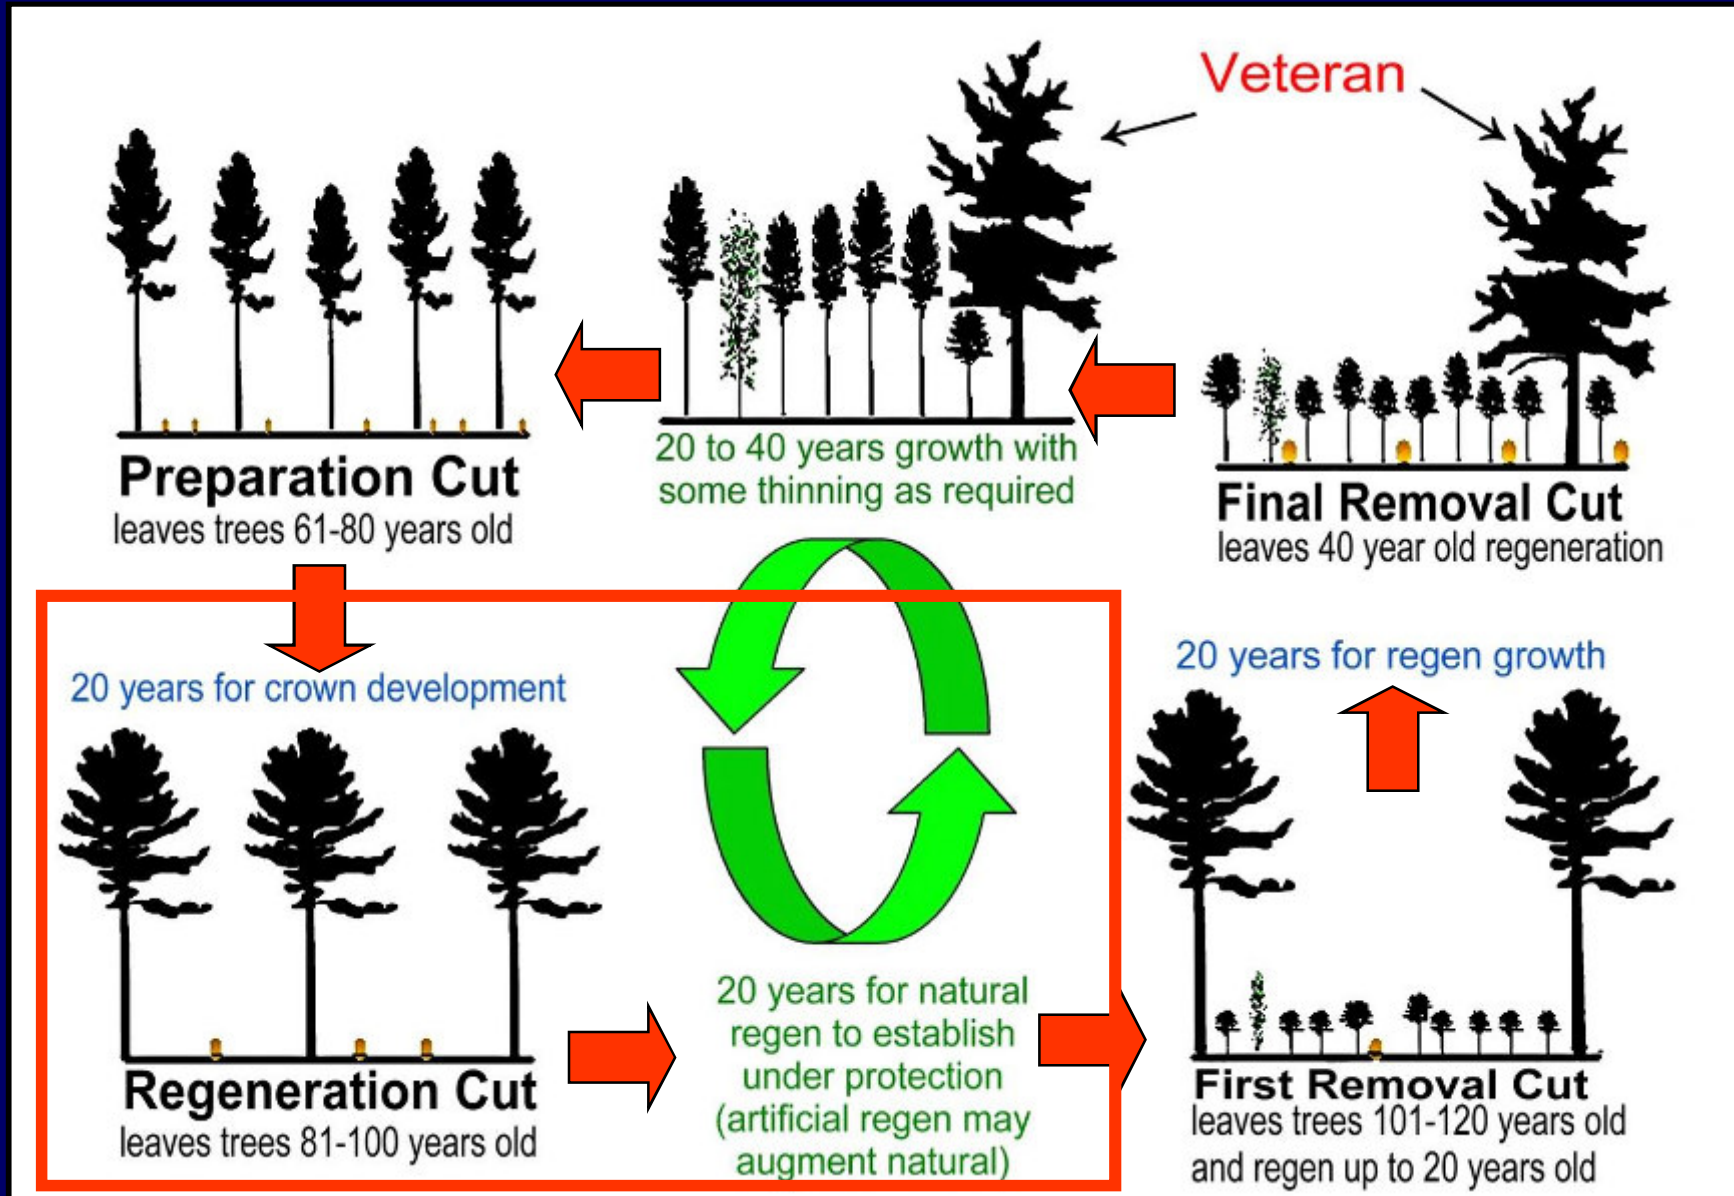 Veteran
Preparation Cut
leaves trees 61-80 years old
20 to 40 years growth with
some thinning as required
Final Removal Cut
leaves 40 year old regeneration
20 years for crown development
20 years for regen growth
Regeneration Cut
leaves trees 81-100 years old
20 years for natural
regen to establish
under protection
(artificial regen may
augment natural)
First Removal Cut
leaves trees 101-120 years old
and regen up to 20 years old